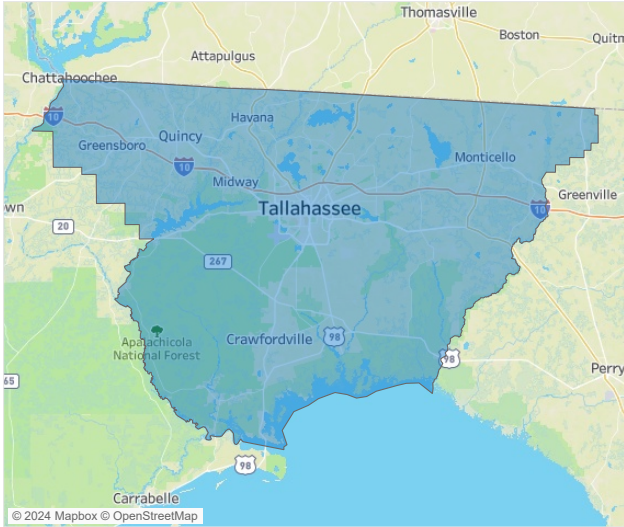 Thomasville
Boston
Quitm
Attapulgus
Chattahoochee
10
Havana
Quincy
Greensboro
10
Monticello
Midway
Greenville
own
Tallahassee
10
20
267
98
Crawfordville
Apalachicola
National Forest
98
Perry
65
98
Carrabelle
© 2024 Mapbox © OpenStreetMap